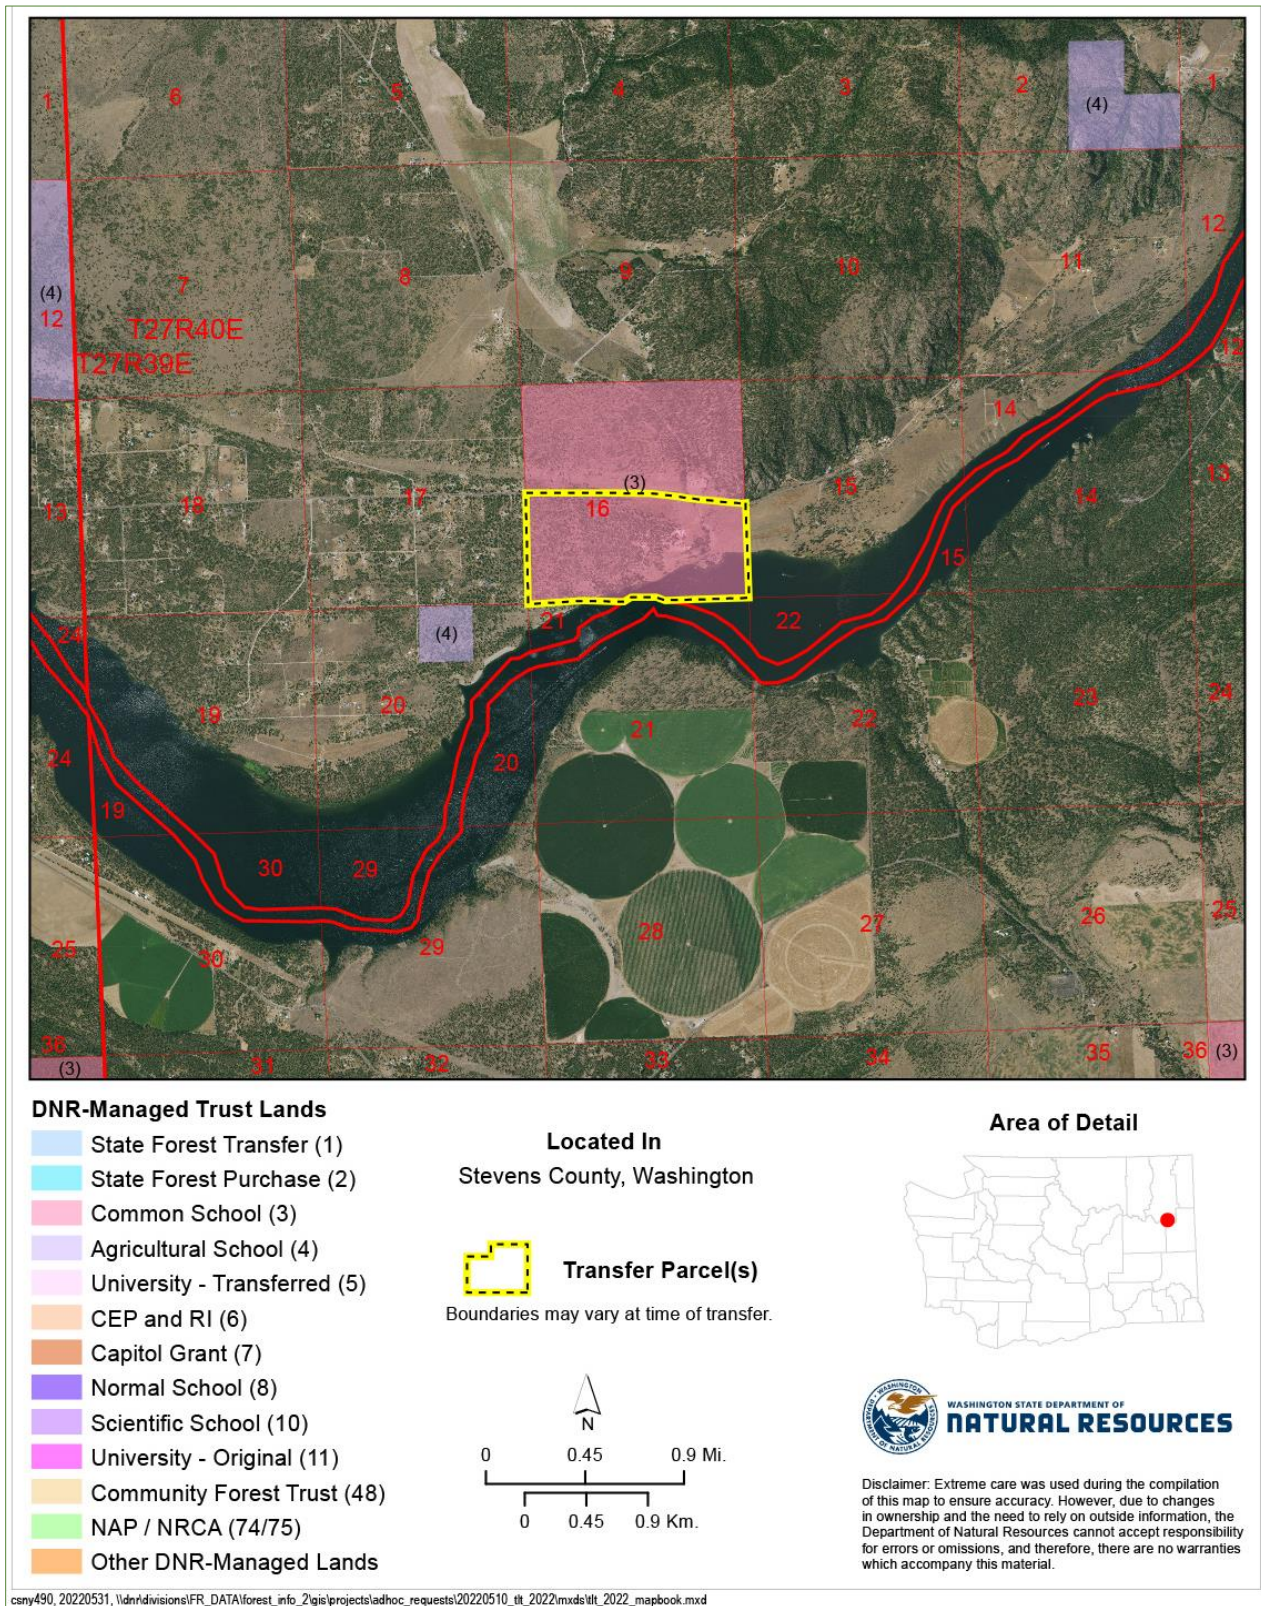 1
6
5
4
3
2
1
(4)
12
(4)
12
7
8
9
10
11
T27R40E
T27R39E
12
14
(3)
13
18
17
16
15
14
13
15
24
(4)
21
22
19
20
21
22
23
24
24
20
19
30
29
25
30
29
28
27
26
25
36
(3)
31
32
33
34
35
36
(3)
DNR-Managed Trust Lands
State Forest Transfer (1)
State Forest Purchase (2)
Common School (3)
Agricultural School (4)
University - Transferred (5)
CEP and RI (6)
Capitol Grant (7)
Normal School (8)
Scientific School (10)
University - Original (11)
Community Forest Trust (48)
NAP / NRCA (74/75)
Other DNR-Managed Lands
Located In
Stevens County, Washington
Transfer Parcel(s)
Boundaries may vary at time of transfer.
N
0 0.45 0.9 Mi.
0 0.45 0.9 Km.
Area of Detail
WASHINGTON
DEPARTMENT OF NATURAL RESOURCES
WASHINGTON STATE DEPARTMENT OF
NATURAL RESOURCES
Disclaimer: Extreme care was used during the compilation
of this map to ensure accuracy. However, due to changes
in ownership and the need to rely on outside information, the
Department of Natural Resources cannot accept responsibility
for errors or omissions, and therefore, there are no warranties
which accompany this material.
csny490, 20220531, \\dnr\divisions\FR_DATA\forest_info_2\gis\projects\adhoc_requests\20220510_tlt_2022\mxds\tlt_2022_mapbook.mxd